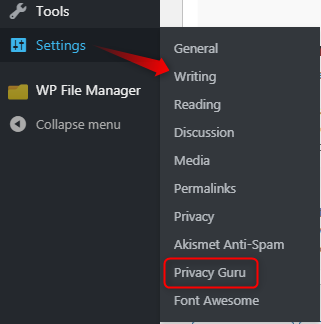 Tools
Settings
WP File Manager
Collapse menu
General
Writing
Reading
Discussion
Media
Permalinks
Privacy
Akismet Anti-Spam
Privacy Guru
Font Awesome